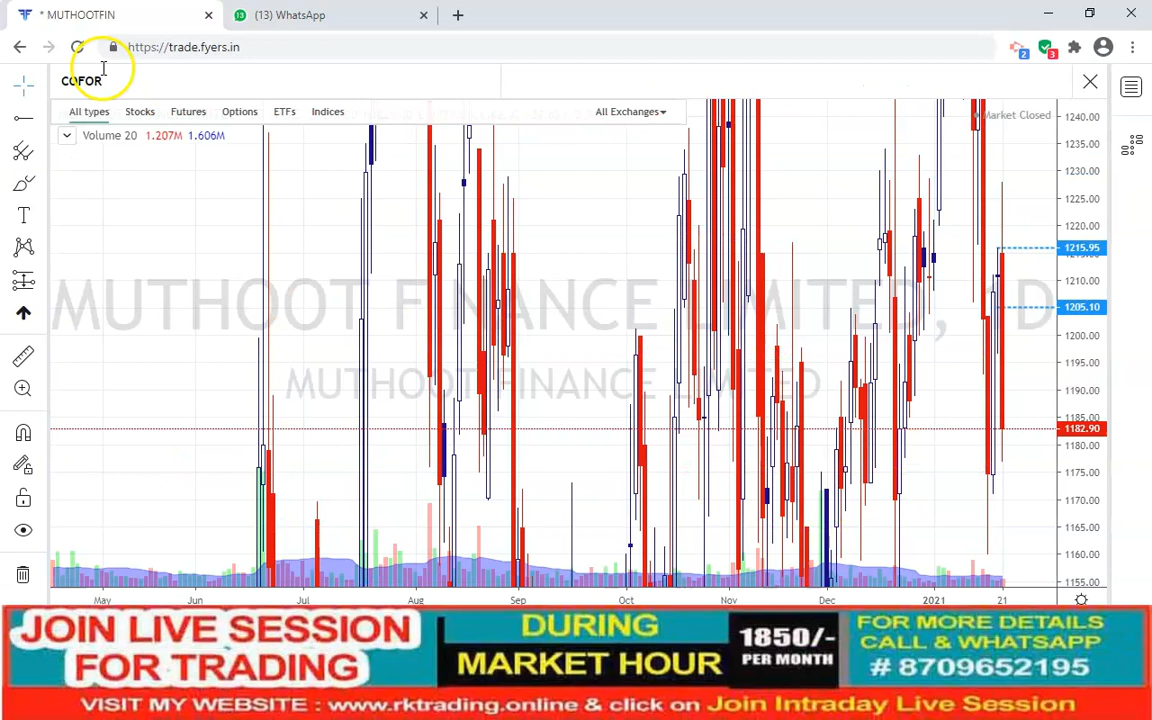 * MUTHOOTFIN
(13) WhatsApp
https://trade.fyers.in
2
3
COFOR
All types Stocks Futures Options ETFs Indices All Exchanges
Volume 20 1.207M 1.606M
Market Closed
MUTHOOT FINANCE LIMITED, 1D
MUTHOOT FINANCE LIMITED
1240.00
1235.00
1230.00
1225.00
1220.00
1215.95
1210.00
1205.10
1200.00
1195.00
1190.00
1185.00
1182.90
1180.00
1175.00
1170.00
1165.00
1160.00
1155.00
May Jun Jul Aug Sep Oct Nov Dec 2021 21
JOIN LIVE SESSION
FOR TRADING
DURING
MARKET HOUR
1850/-
PER MONTH
FOR MORE DETAILS
CALL & WHATSAPP
# 8709652195
VISIT MY WEBSITE : www.rktrading.online & click on Join Intraday Live Session